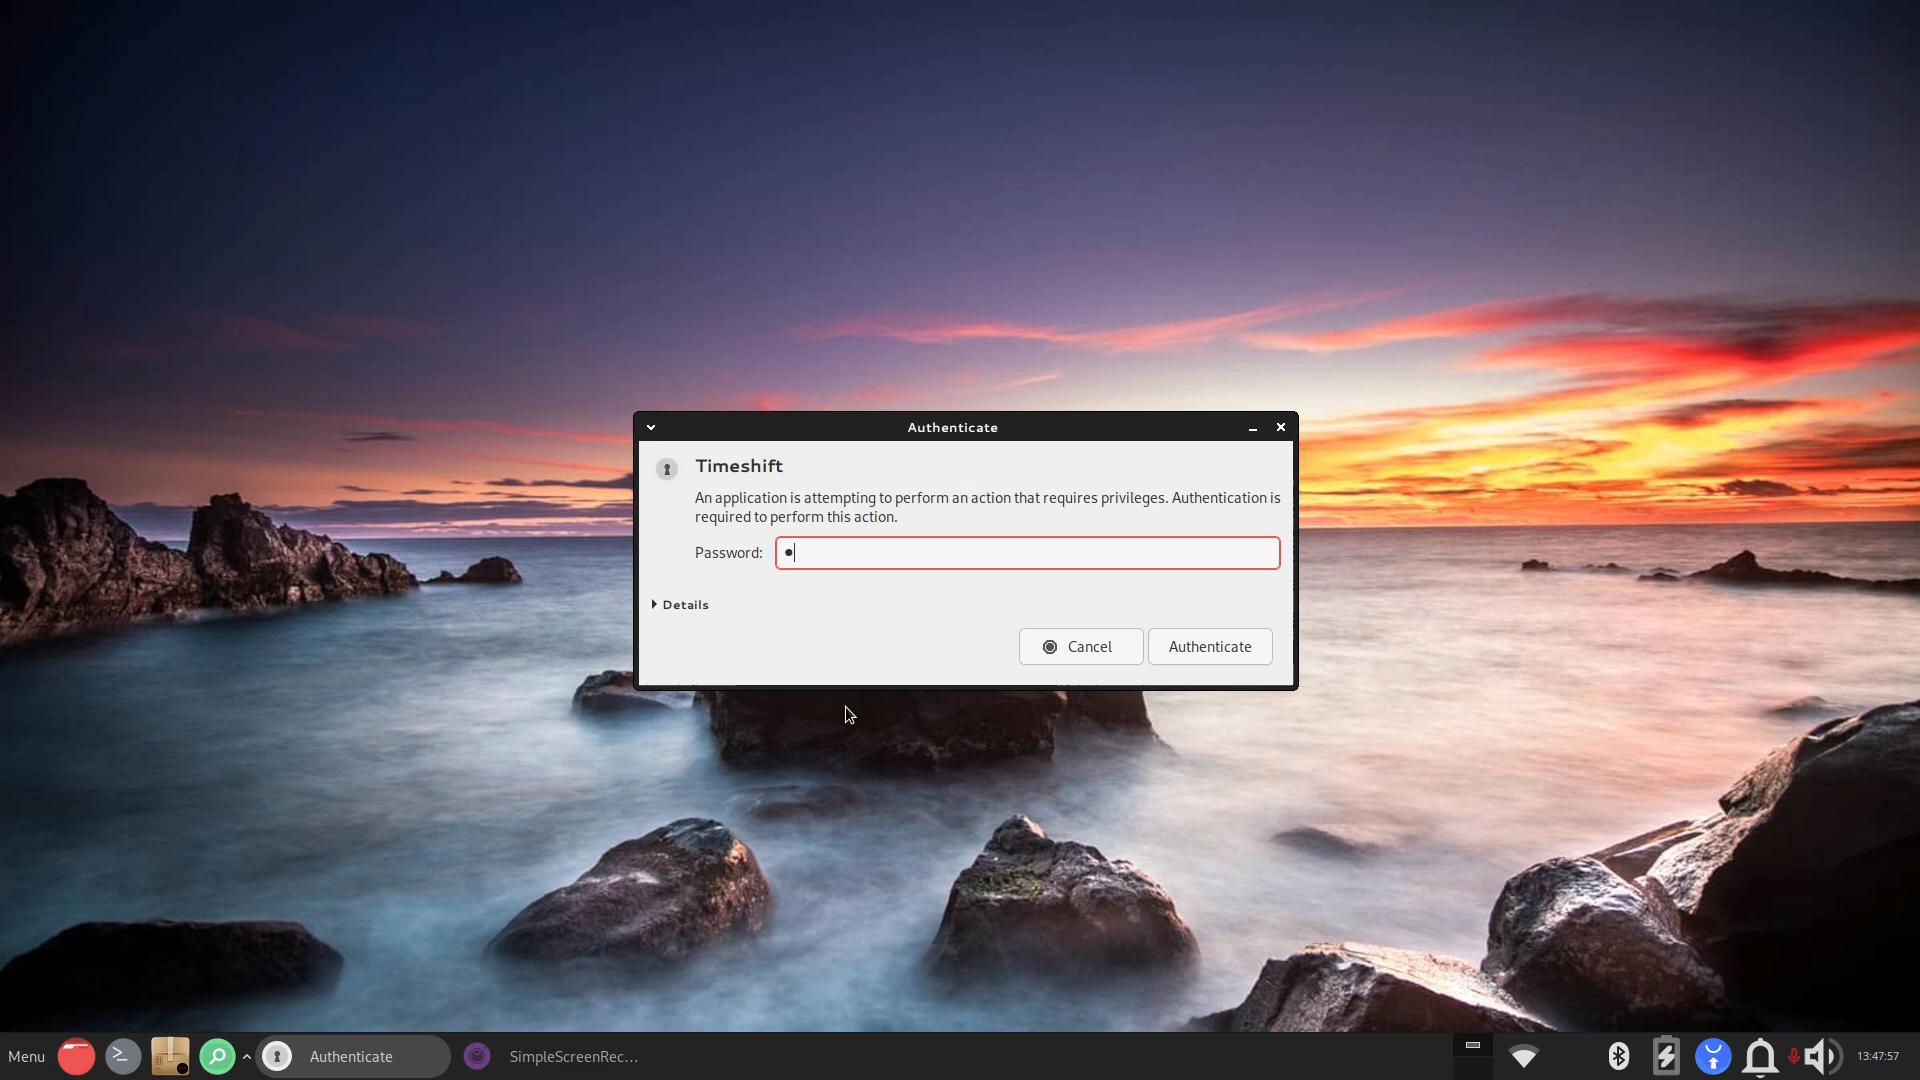 Authenticate
Timeshift
An application is attempting to perform an action that requires privileges. Authentication is
required to perform this action.
Password: ●
Details
Cancel
Authenticate
Menu
Authenticate
SimpleScreenRec...
13:47:57